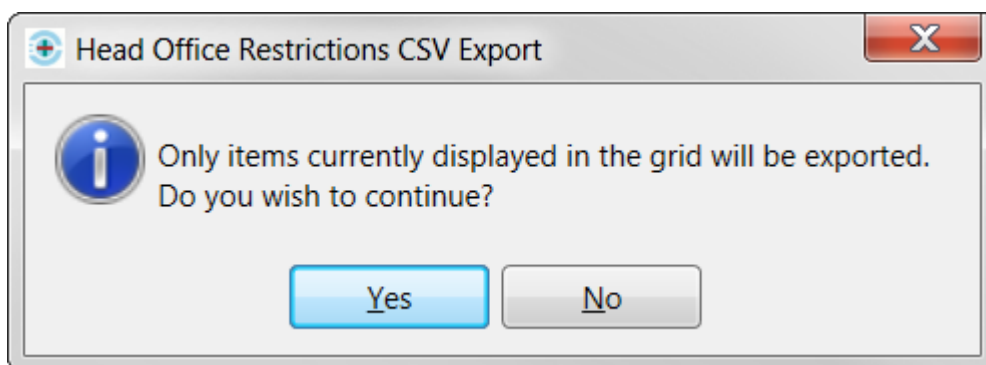 Head Office Restrictions CSV Export
Only items currently displayed in the grid will be exported.
Do you wish to continue?
Yes
No